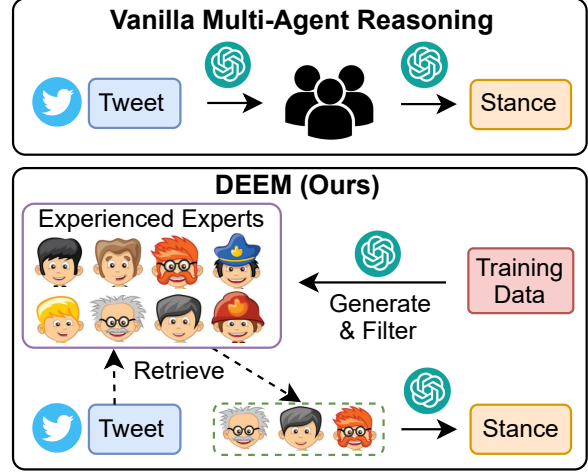 Vanilla Multi-Agent Reasoning
Tweet
Stance
DEEM (Ours)
Experienced Experts
Training
Data
Generate
& Filter
Retrieve
Tweet
Stance